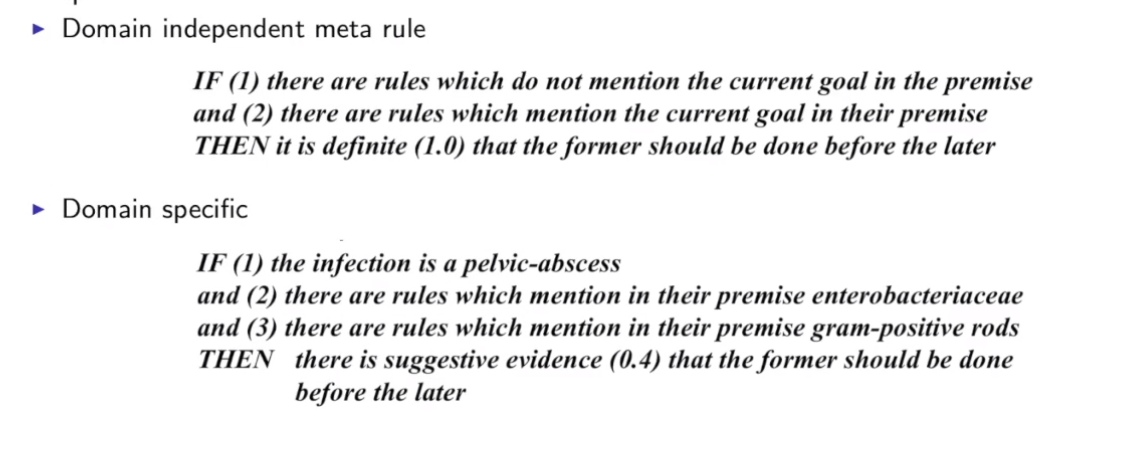 Domain independent meta rule
IF (1) there are rules which do not mention the current goal in the premise
and (2) there are rules which mention the current goal in their premise
THEN it is definite (1.0) that the former should be done before the later
Domain specific
IF (1) the infection is a pelvic-abscess
and (2) there are rules which mention in their premise enterobacteriaceae
and (3) there are rules which mention in their premise gram-positive rods
THEN there is suggestive evidence (0.4) that the former should be done
before the later